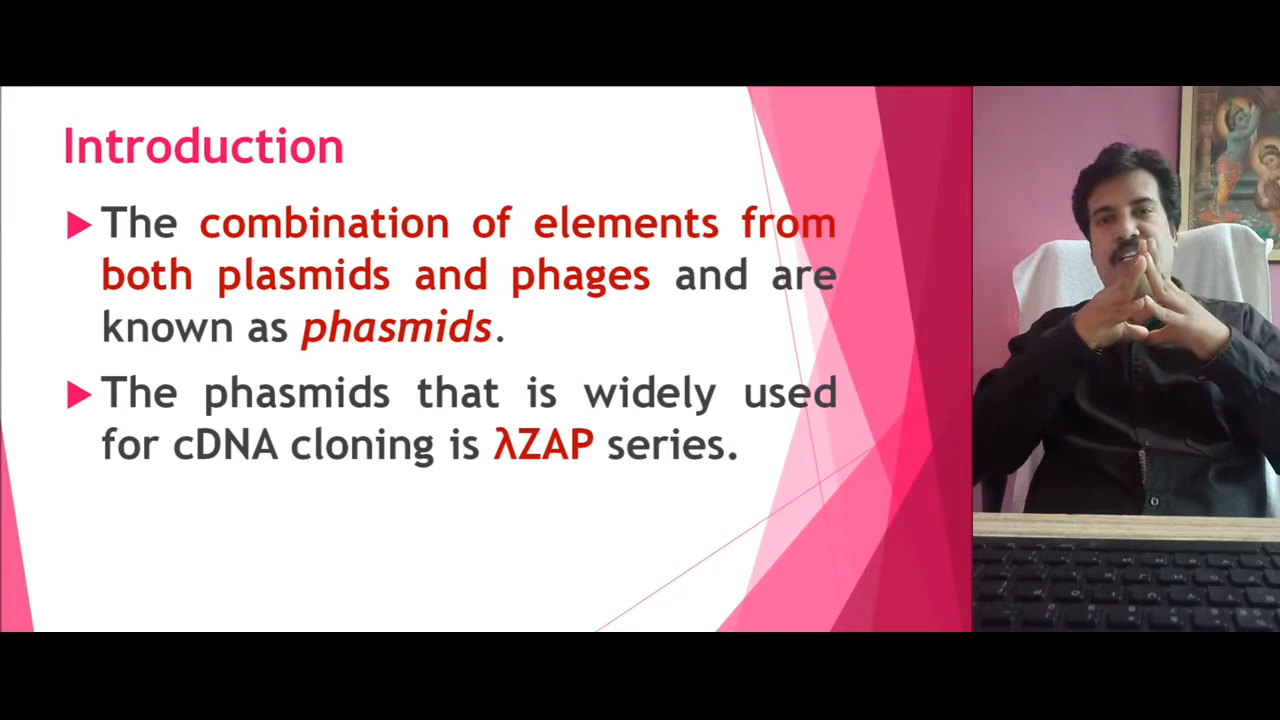 Introduction
The combination of elements from
both plasmids and phages and are
known as phasmids.
The phasmids that is widely used
for cDNA cloning is λZAP series.